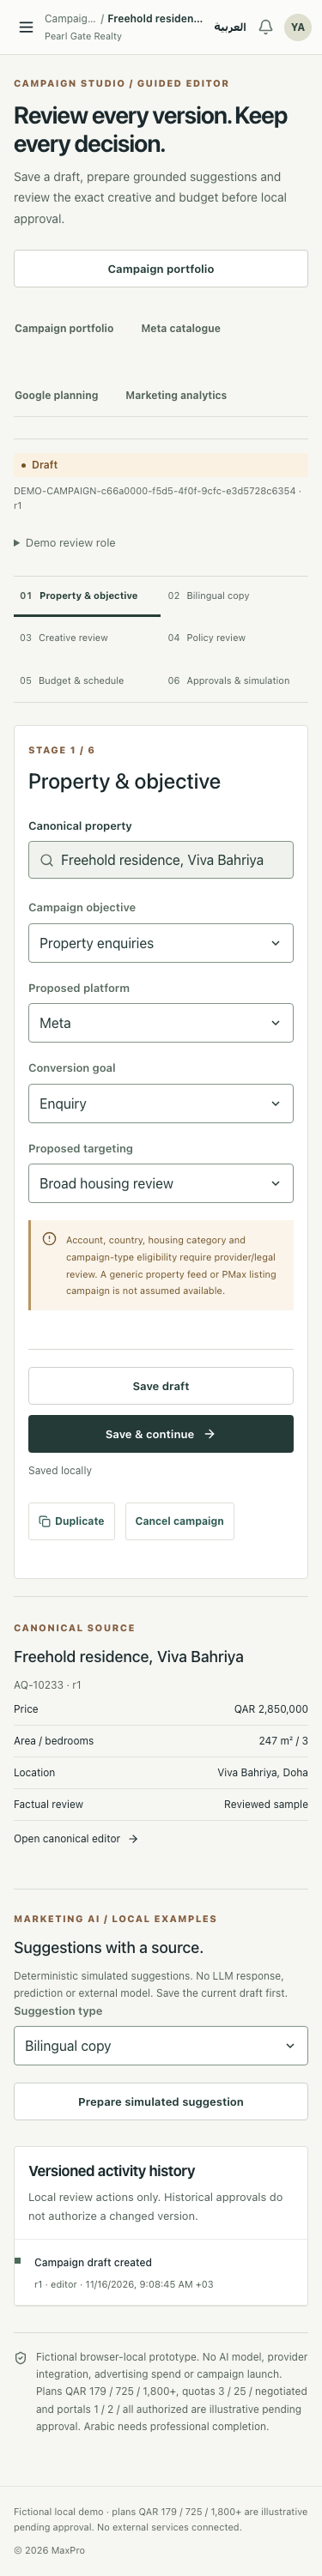 Campaig... / Freehold residen...
Pearl Gate Realty
العربية
YA
CAMPAIGN STUDIO / GUIDED EDITOR
Review every version. Keep
every decision.
Save a draft, prepare grounded suggestions and
review the exact creative and budget before local
approval.
Campaign portfolio
Campaign portfolio
Meta catalogue
Google planning
Marketing analytics
Draft
DEMO-CAMPAIGN-c66a0000-f5d5-4f0f-9cfc-e3d5728c6354 ·
r1
Demo review role
01 Property & objective
02 Bilingual copy
03 Creative review
04 Policy review
05 Budget & schedule
06 Approvals & simulation
STAGE 1 / 6
Property & objective
Canonical property
Freehold residence, Viva Bahriya
Campaign objective
Property enquiries
Proposed platform
Meta
Conversion goal
Enquiry
Proposed targeting
Broad housing review
Account, country, housing category and
campaign-type eligibility require provider/legal
review. A generic property feed or PMax listing
campaign is not assumed available.
Save draft
Save & continue
Saved locally
Duplicate
Cancel campaign
CANONICAL SOURCE
Freehold residence, Viva Bahriya
AQ-10233 · r1
Price QAR 2,850,000
Area / bedrooms 247 m² / 3
Location Viva Bahriya, Doha
Factual review Reviewed sample
Open canonical editor
MARKETING AI / LOCAL EXAMPLES
Suggestions with a source.
Deterministic simulated suggestions. No LLM response,
prediction or external model. Save the current draft first.
Suggestion type
Bilingual copy
Prepare simulated suggestion
Versioned activity history
Local review actions only. Historical approvals do
not authorize a changed version.
Campaign draft created
r1 · editor · 11/16/2026, 9:08:45 AM +03
Fictional browser-local prototype. No AI model, provider
integration, advertising spend or campaign launch.
Plans QAR 179 / 725 / 1,800+, quotas 3 / 25 / negotiated
and portals 1 / 2 / all authorized are illustrative pending
approval. Arabic needs professional completion.
Fictional local demo · plans QAR 179 / 725 / 1,800+ are illustrative
pending approval. No external services connected.
© 2026 MaxPro